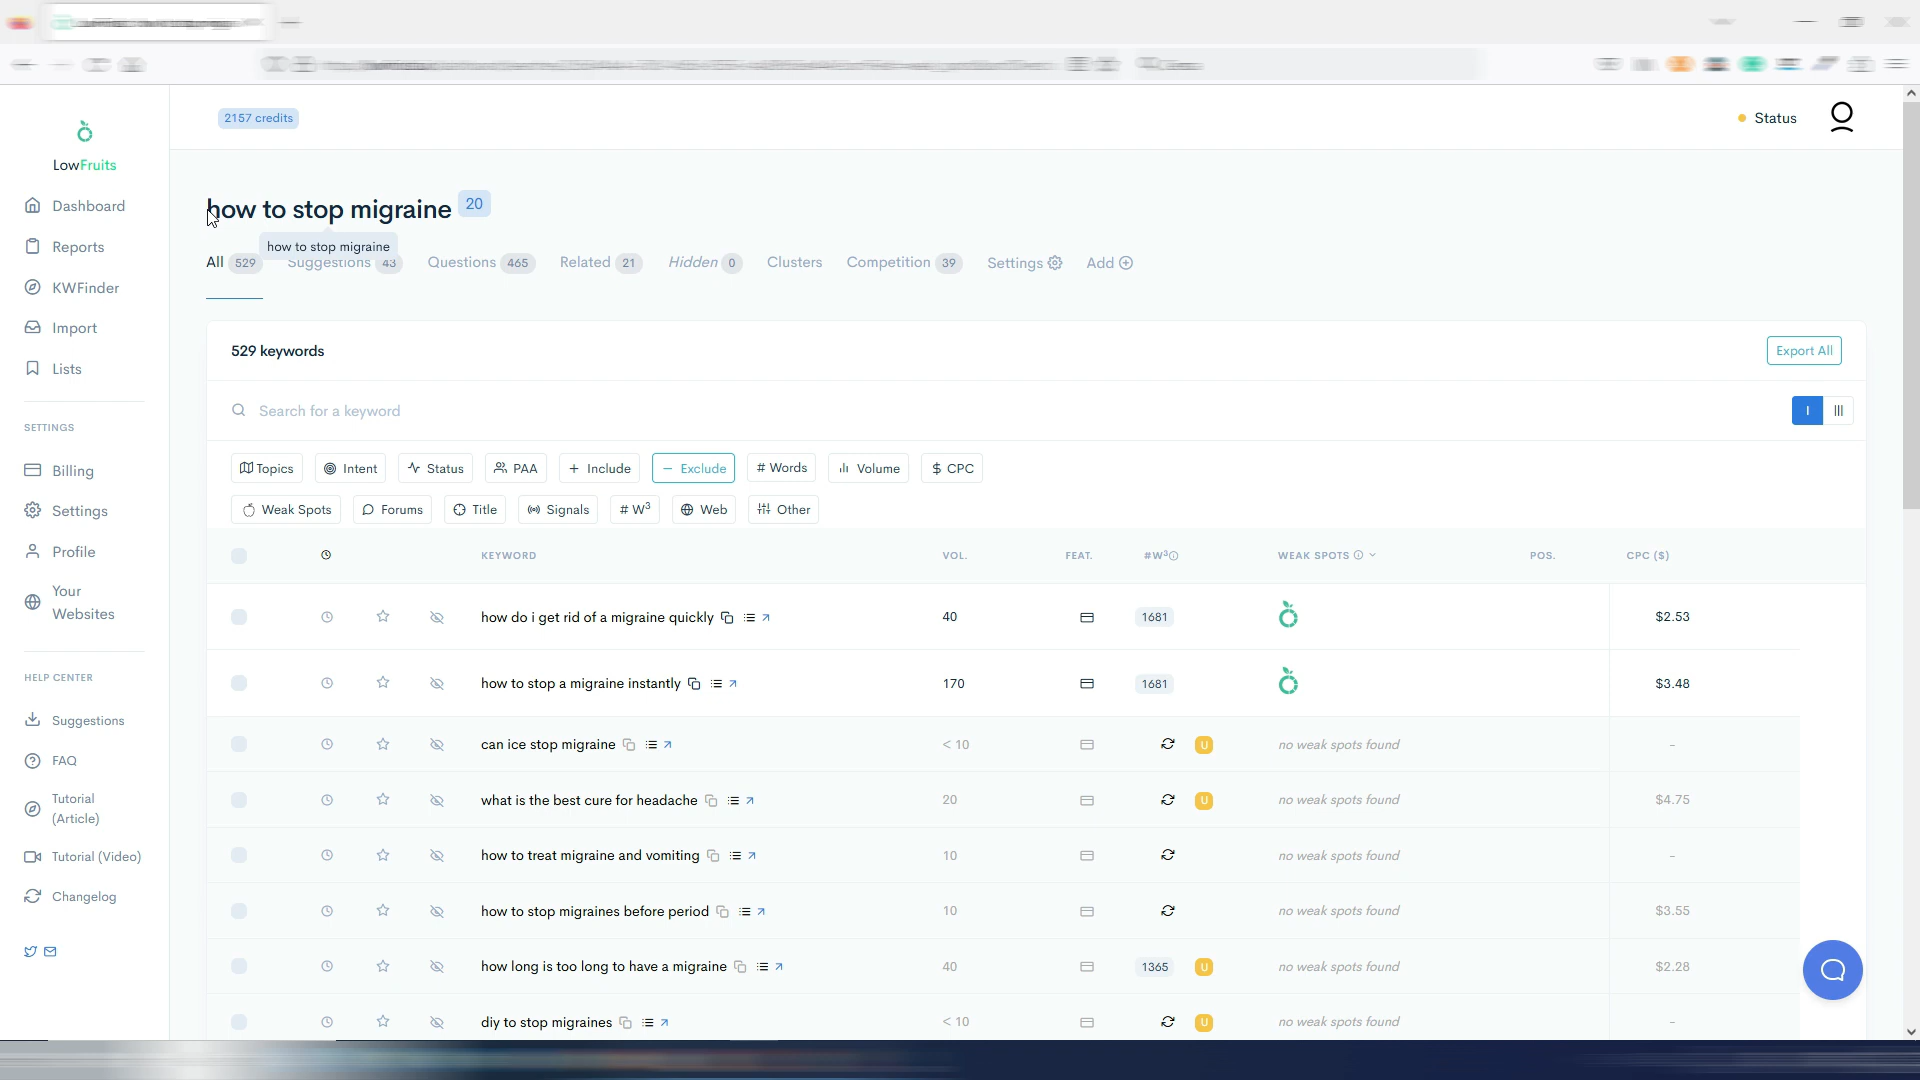 2157 credits
Status
LowFruits
Dashboard
Reports
KWFinder
Import
Lists
SETTINGS
Billing
Settings
Profile
Your
Websites
HELP CENTER
Suggestions
FAQ
Tutorial
(Article)
Tutorial (Video)
Changelog
how to stop migraine 20
how to stop migraine
All 529 Suggestions 43 Questions 465 Related 21 Hidden 0 Clusters Competition 39 Settings Add
529 keywords
Export All
Search for a keyword
Topics Intent Status PAA + Include − Exclude # Words Volume $ CPC
Weak Spots Forums Title Signals # W³ Web Other
KEYWORD VOL. FEAT. #W³ WEAK SPOTS POS. CPC ($)
how do i get rid of a migraine quickly 40 1681 $2.53
how to stop a migraine instantly 170 1681 $3.48
can ice stop migraine < 10 U no weak spots found -
what is the best cure for headache 20 U no weak spots found $4.75
how to treat migraine and vomiting 10 no weak spots found -
how to stop migraines before period 10 no weak spots found $3.55
how long is too long to have a migraine 40 1365 U no weak spots found $2.28
diy to stop migraines < 10 U no weak spots found -